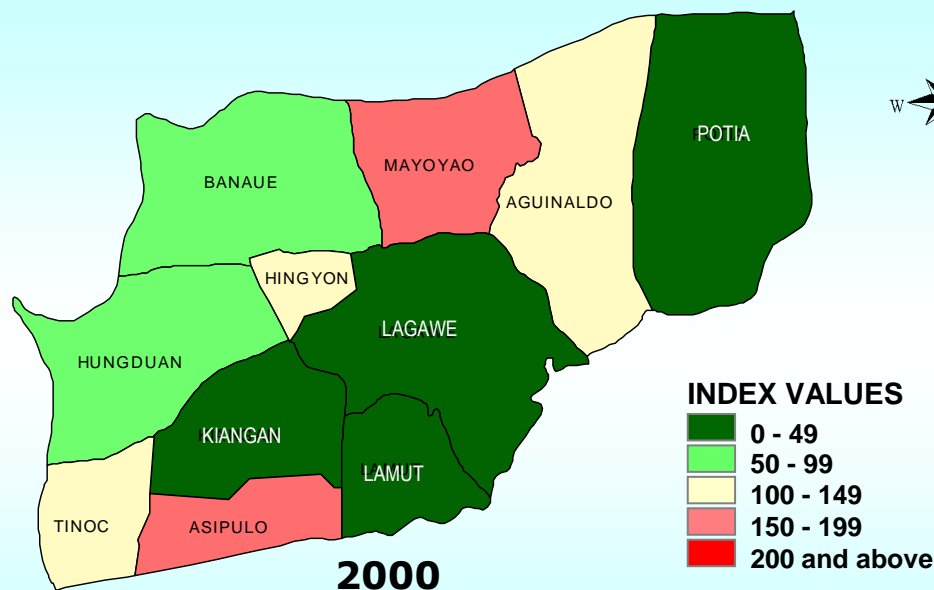 W
POTIA
MAYOYAO
BANAUE
AGUINALDO
HINGYON
LAGAWE
HUNGDUAN
KIANGAN
LAMUT
TINOC
ASIPULO
INDEX VALUES
0 - 49
50 - 99
100 - 149
150 - 199
200 and above
2000